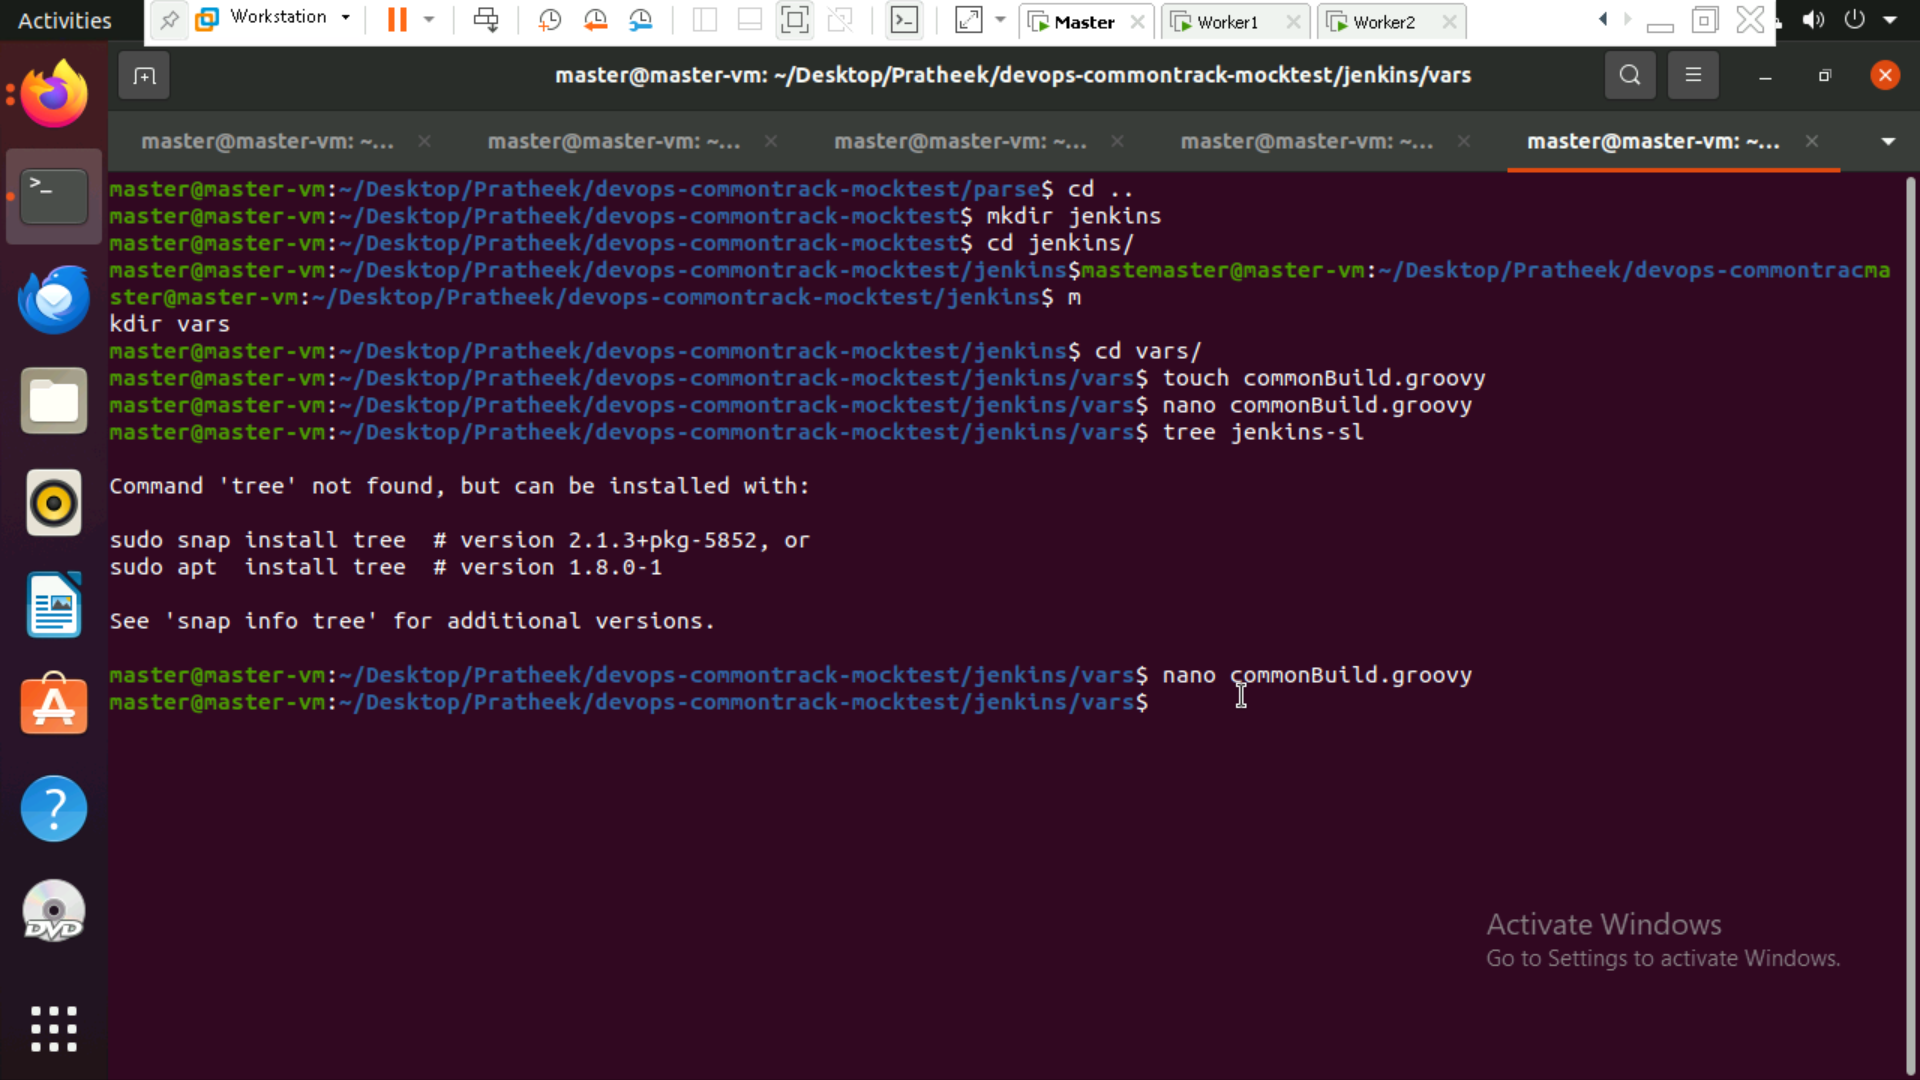 Activities
Workstation
Master
Worker1
Worker2
master@master-vm: ~/Desktop/Pratheek/devops-commontrack-mocktest/jenkins/vars
master@master-vm: ~...
master@master-vm: ~...
master@master-vm: ~...
master@master-vm: ~...
master@master-vm: ~...
master@master-vm:~/Desktop/Pratheek/devops-commontrack-mocktest/parse$ cd ..
master@master-vm:~/Desktop/Pratheek/devops-commontrack-mocktest$ mkdir jenkins
master@master-vm:~/Desktop/Pratheek/devops-commontrack-mocktest$ cd jenkins/
master@master-vm:~/Desktop/Pratheek/devops-commontrack-mocktest/jenkins$mastemaster@master-vm:~/Desktop/Pratheek/devops-commontracma
ster@master-vm:~/Desktop/Pratheek/devops-commontrack-mocktest/jenkins$ m
kdir vars
master@master-vm:~/Desktop/Pratheek/devops-commontrack-mocktest/jenkins$ cd vars/
master@master-vm:~/Desktop/Pratheek/devops-commontrack-mocktest/jenkins/vars$ touch commonBuild.groovy
master@master-vm:~/Desktop/Pratheek/devops-commontrack-mocktest/jenkins/vars$ nano commonBuild.groovy
master@master-vm:~/Desktop/Pratheek/devops-commontrack-mocktest/jenkins/vars$ tree jenkins-sl
Command 'tree' not found, but can be installed with:
sudo snap install tree  # version 2.1.3+pkg-5852, or
sudo apt  install tree  # version 1.8.0-1
See 'snap info tree' for additional versions.
master@master-vm:~/Desktop/Pratheek/devops-commontrack-mocktest/jenkins/vars$ nano commonBuild.groovy
master@master-vm:~/Desktop/Pratheek/devops-commontrack-mocktest/jenkins/vars$
DVD
Activate Windows
Go to Settings to activate Windows.